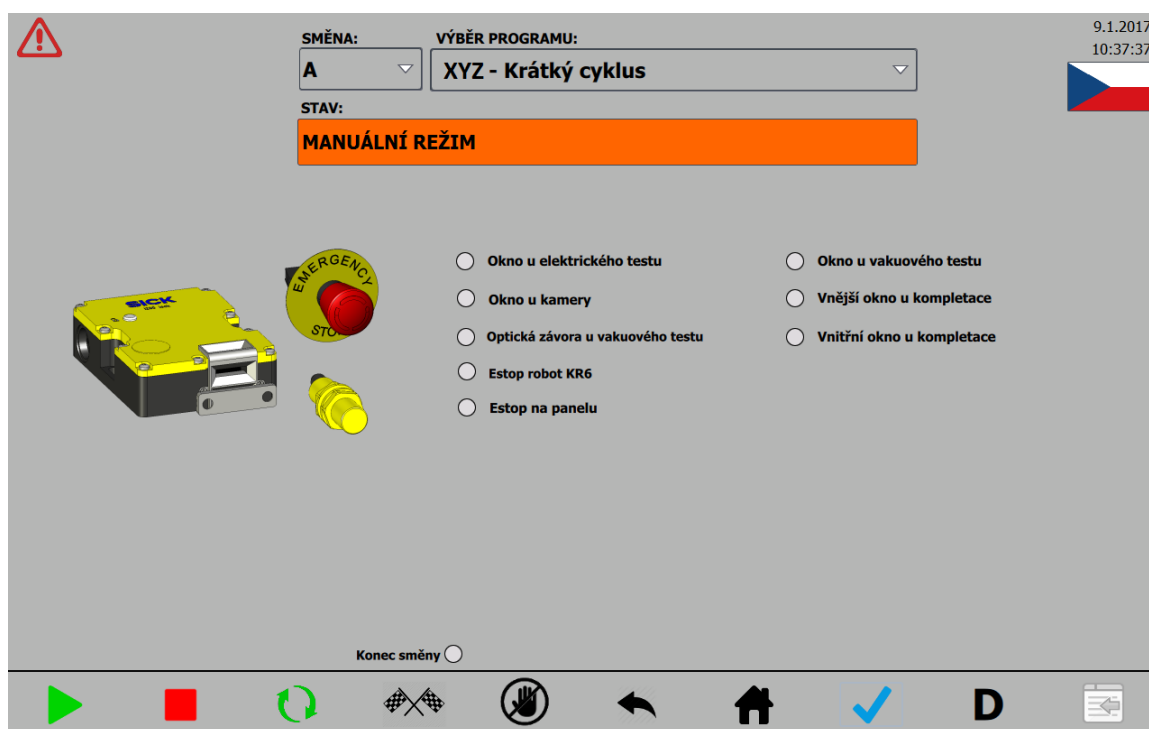 SMĚNA:
VÝBĚR PROGRAMU:
9.1.2017
10:37:37
A
XYZ - Krátký cyklus
STAV:
MANUÁLNÍ REŽIM
EMERGENCY
SICK
Okno u elektrického testu
Okno u vakuového testu
Okno u kamery
Vnější okno u kompletace
Optická závora u vakuového testu
Vnitřní okno u kompletace
Estop robot KR6
Estop na panelu
Konec směny
D